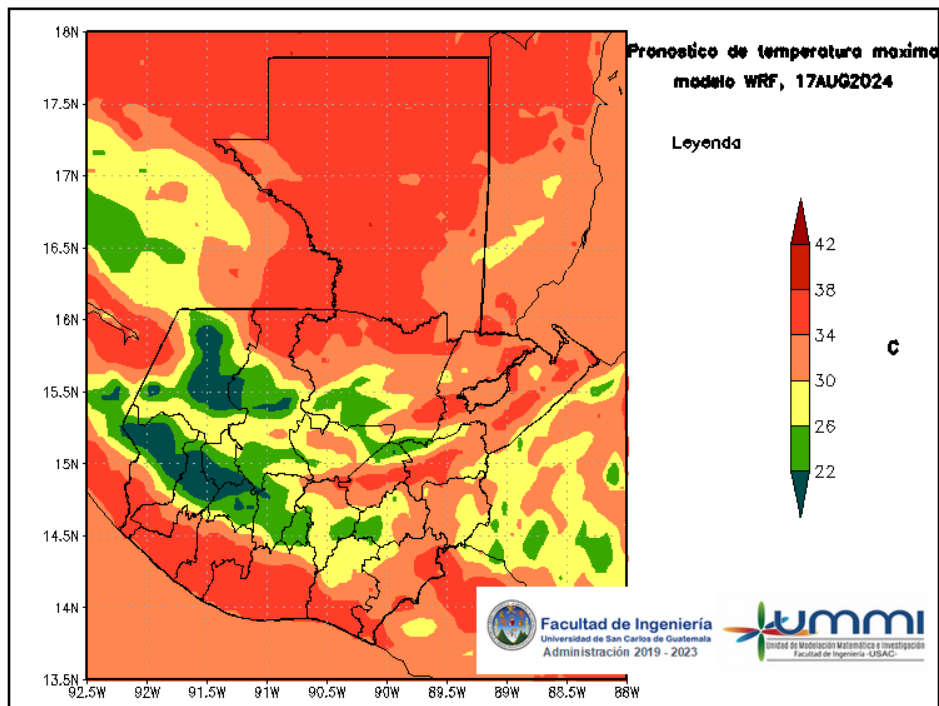 Pronostico de temperatura maxima
modelo WRF, 17AUG2024
Leyenda
42
38
34
30
26
22
C
18N
17.5N
17N
16.5N
16N
15.5N
15N
14.5N
14N
13.5N
92.5W
92W
91.5W
91W
90.5W
90W
89.5W
89W
88.5W
88W
Facultad de Ingeniería
Universidad de San Carlos de Guatemala
Administración 2019 - 2023
UMMI
Unidad de Modelación Matemática e Investigación
Facultad de Ingeniería -USAC-